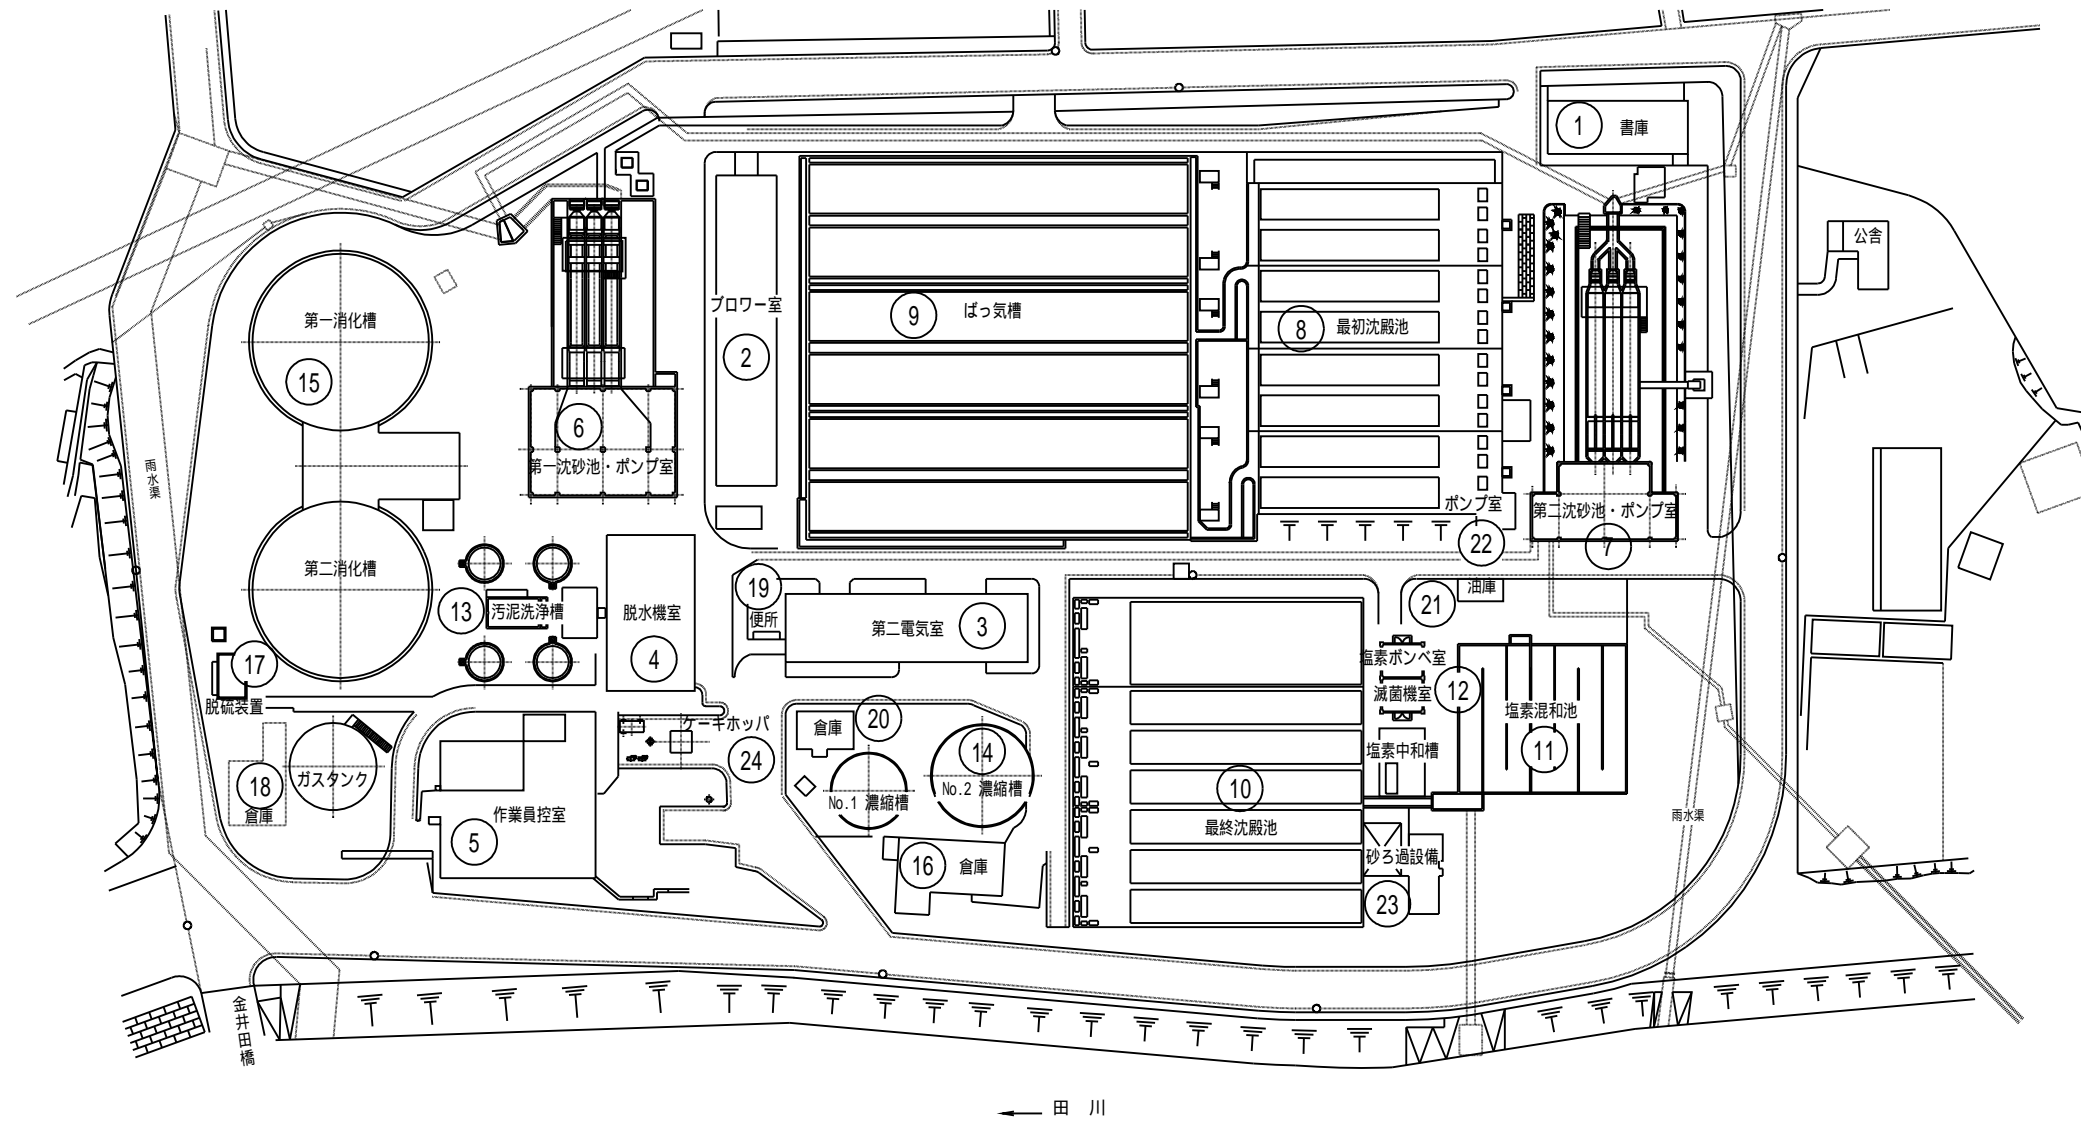 1
書庫
公舎
ブロワー室
2
9
ばっ気槽
8
最初沈殿池
第一消化槽
15
6
第一沈砂池・ポンプ室
雨水渠
ポンプ室
22
第二沈砂池・ポンプ室
7
第二消化槽
13
汚泥洗浄槽
脱水機室
4
19
便所
第二電気室
3
21
油庫
塩素ボンベ室
滅菌機室
12
塩素混和池
11
塩素中和槽
17
脱硫装置
ケーキホッパ
24
倉庫
20
14
No.2 濃縮槽
No.1 濃縮槽
ガスタンク
18
倉庫
作業員控室
5
16
倉庫
10
最終沈殿池
砂ろ過設備
23
雨水渠
金井田橋
田 川